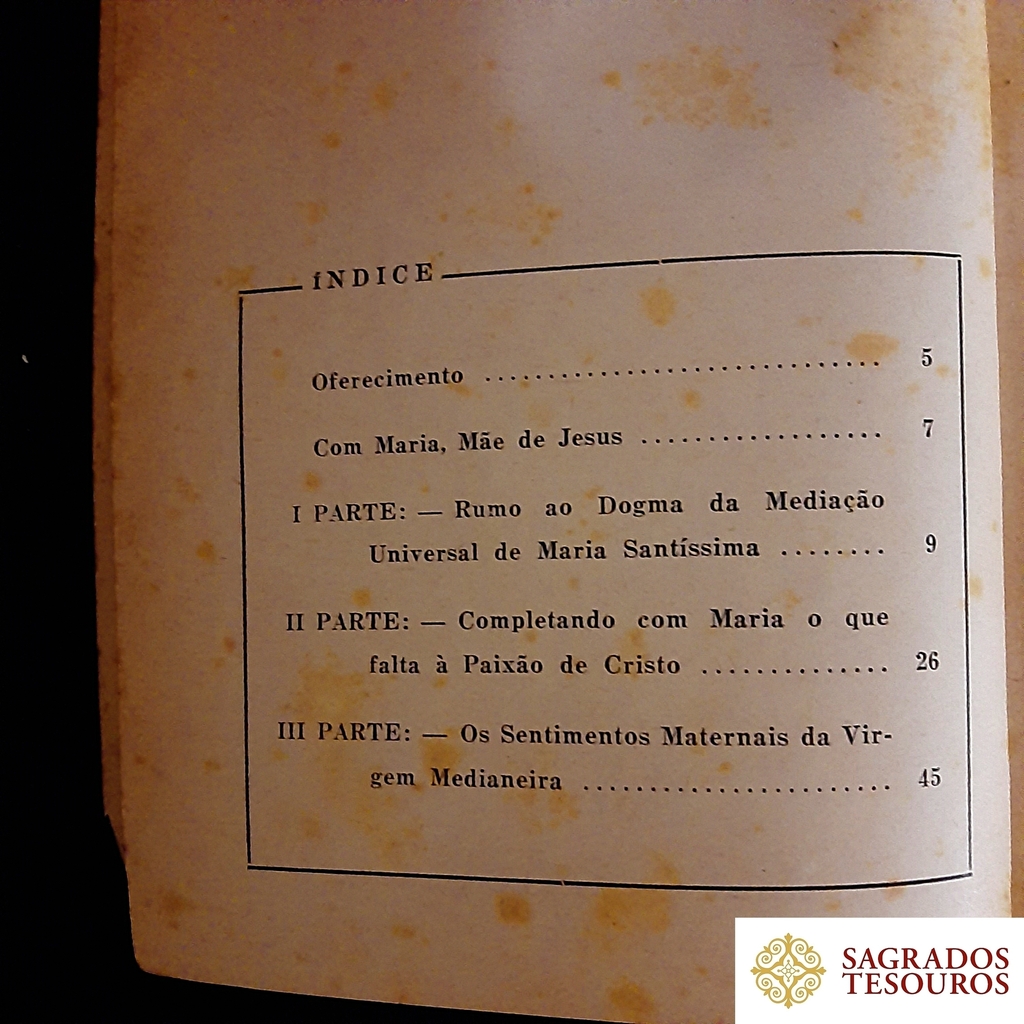 íNDICE
Oferecimento .............................. 5
Com Maria, Mãe de Jesus .................. 7
I PARTE: — Rumo ao Dogma da Mediação
Universal de Maria Santíssima ........ 9
II PARTE: — Completando com Maria o que
falta à Paixão de Cristo .............. 26
III PARTE: — Os Sentimentos Maternais da Vir-
gem Medianeira ....................... 45
SAGRADOS
TESOUROS